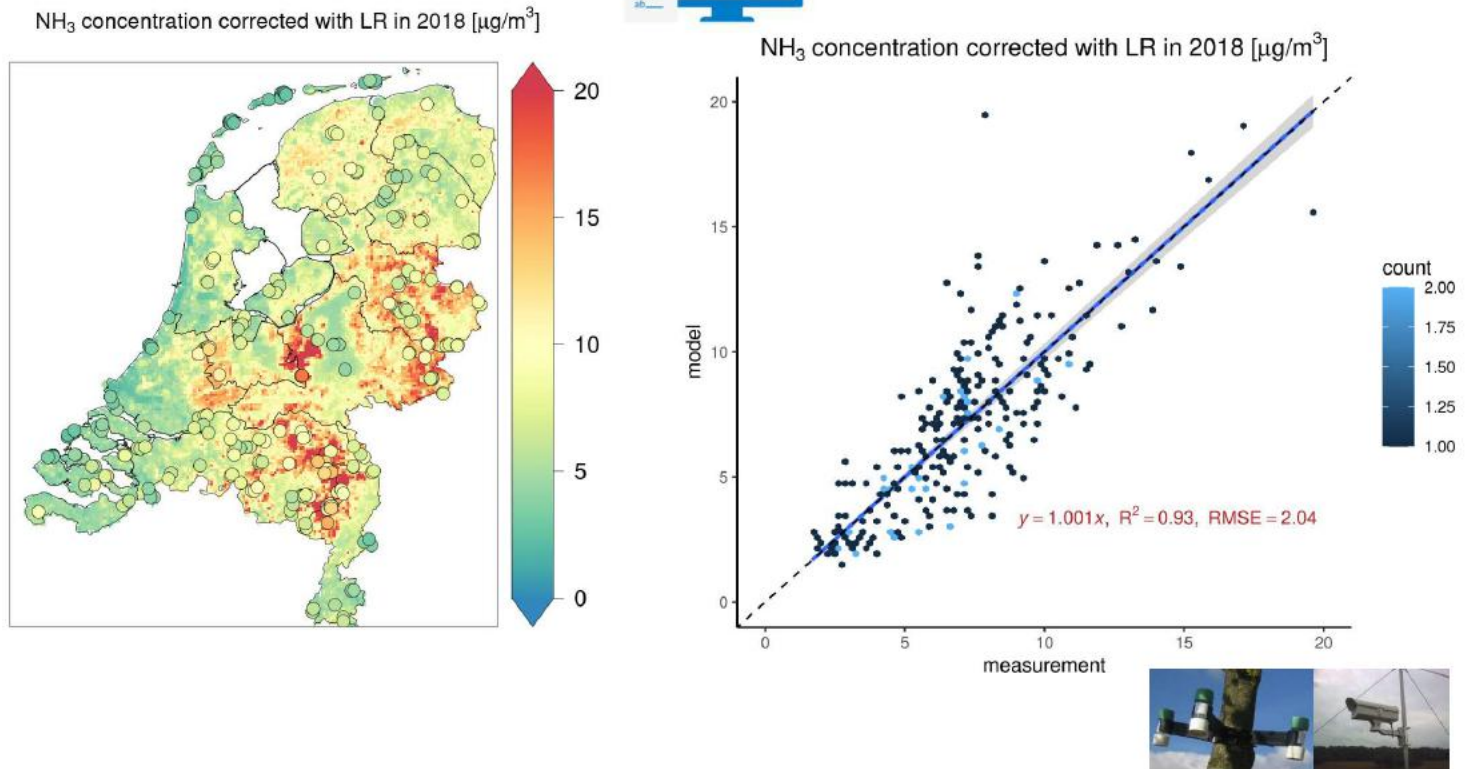 NH₃ concentration corrected with LR in 2018 [µg/m³]
20
15
10
5
0
ab
NH₃ concentration corrected with LR in 2018 [µg/m³]
model
20
15
10
5
0
0 5 10 15 20
measurement
y = 1.001x, R² = 0.93, RMSE = 2.04
count
2.00
1.75
1.50
1.25
1.00